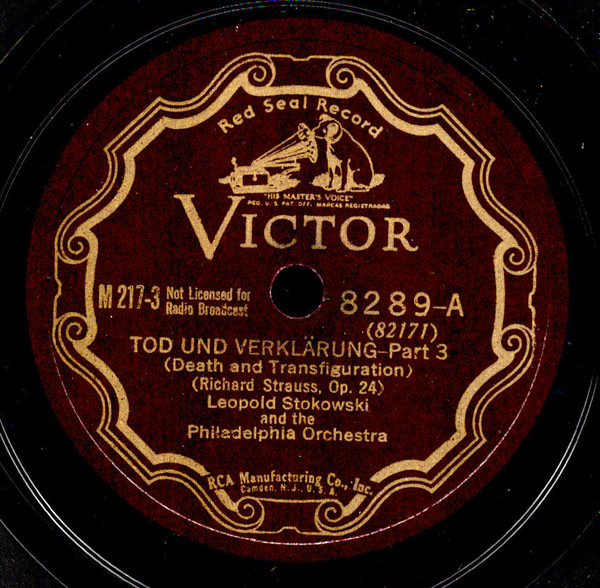 Red Seal Record
"HIS MASTER'S VOICE"
REG. U.S. PAT. OFF. MARCAS REGISTRADAS
VICTOR
M 217-3 Not Licensed for Radio Broadcast
8289-A
(82171)
TOD UND VERKLÄRUNG-Part 3
(Death and Transfiguration)
(Richard Strauss, Op. 24)
Leopold Stokowski
and the
Philadelphia Orchestra
RCA Manufacturing Co., Inc.
Camden, N.J., U.S.A.